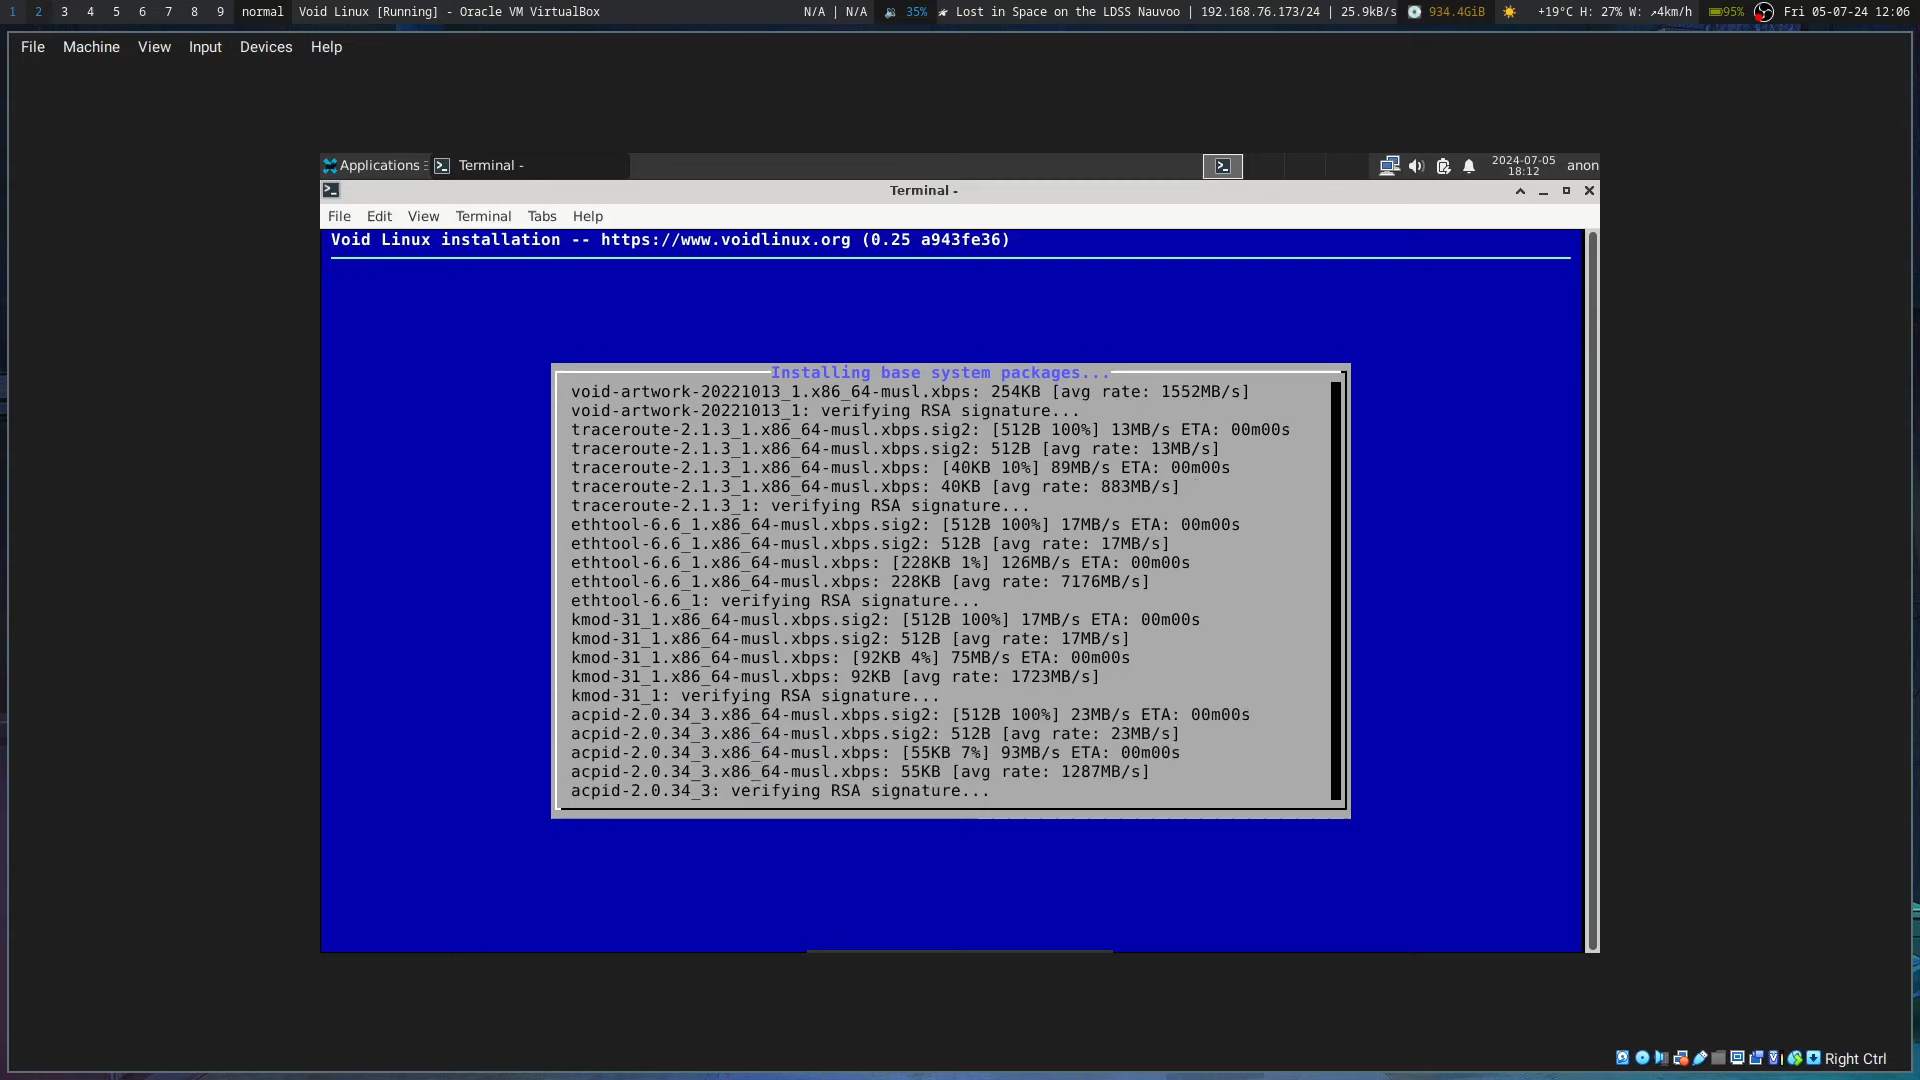 1 2 3 4 5 6 7 8 9 normal Void Linux [Running] - Oracle VM VirtualBox N/A | N/A 35% Lost in Space on the LDSS Nauvoo | 192.168.76.173/24 | 25.9kB/s 934.4GiB +19°C H: 27% W: ↗4km/h 95% Fri 05-07-24 12:06
File Machine View Input Devices Help
Applications Terminal - 2024-07-05 anon
18:12
Terminal -
File Edit View Terminal Tabs Help
Void Linux installation -- https://www.voidlinux.org (0.25 a943fe36)
Installing base system packages...
void-artwork-20221013_1.x86_64-musl.xbps: 254KB [avg rate: 1552MB/s]
void-artwork-20221013_1: verifying RSA signature...
traceroute-2.1.3_1.x86_64-musl.xbps.sig2: [512B 100%] 13MB/s ETA: 00m00s
traceroute-2.1.3_1.x86_64-musl.xbps.sig2: 512B [avg rate: 13MB/s]
traceroute-2.1.3_1.x86_64-musl.xbps: [40KB 10%] 89MB/s ETA: 00m00s
traceroute-2.1.3_1.x86_64-musl.xbps: 40KB [avg rate: 883MB/s]
traceroute-2.1.3_1: verifying RSA signature...
ethtool-6.6_1.x86_64-musl.xbps.sig2: [512B 100%] 17MB/s ETA: 00m00s
ethtool-6.6_1.x86_64-musl.xbps.sig2: 512B [avg rate: 17MB/s]
ethtool-6.6_1.x86_64-musl.xbps: [228KB 1%] 126MB/s ETA: 00m00s
ethtool-6.6_1.x86_64-musl.xbps: 228KB [avg rate: 7176MB/s]
ethtool-6.6_1: verifying RSA signature...
kmod-31_1.x86_64-musl.xbps.sig2: [512B 100%] 17MB/s ETA: 00m00s
kmod-31_1.x86_64-musl.xbps.sig2: 512B [avg rate: 17MB/s]
kmod-31_1.x86_64-musl.xbps: [92KB 4%] 75MB/s ETA: 00m00s
kmod-31_1.x86_64-musl.xbps: 92KB [avg rate: 1723MB/s]
kmod-31_1: verifying RSA signature...
acpid-2.0.34_3.x86_64-musl.xbps.sig2: [512B 100%] 23MB/s ETA: 00m00s
acpid-2.0.34_3.x86_64-musl.xbps.sig2: 512B [avg rate: 23MB/s]
acpid-2.0.34_3.x86_64-musl.xbps: [55KB 7%] 93MB/s ETA: 00m00s
acpid-2.0.34_3.x86_64-musl.xbps: 55KB [avg rate: 1287MB/s]
acpid-2.0.34_3: verifying RSA signature...
Right Ctrl